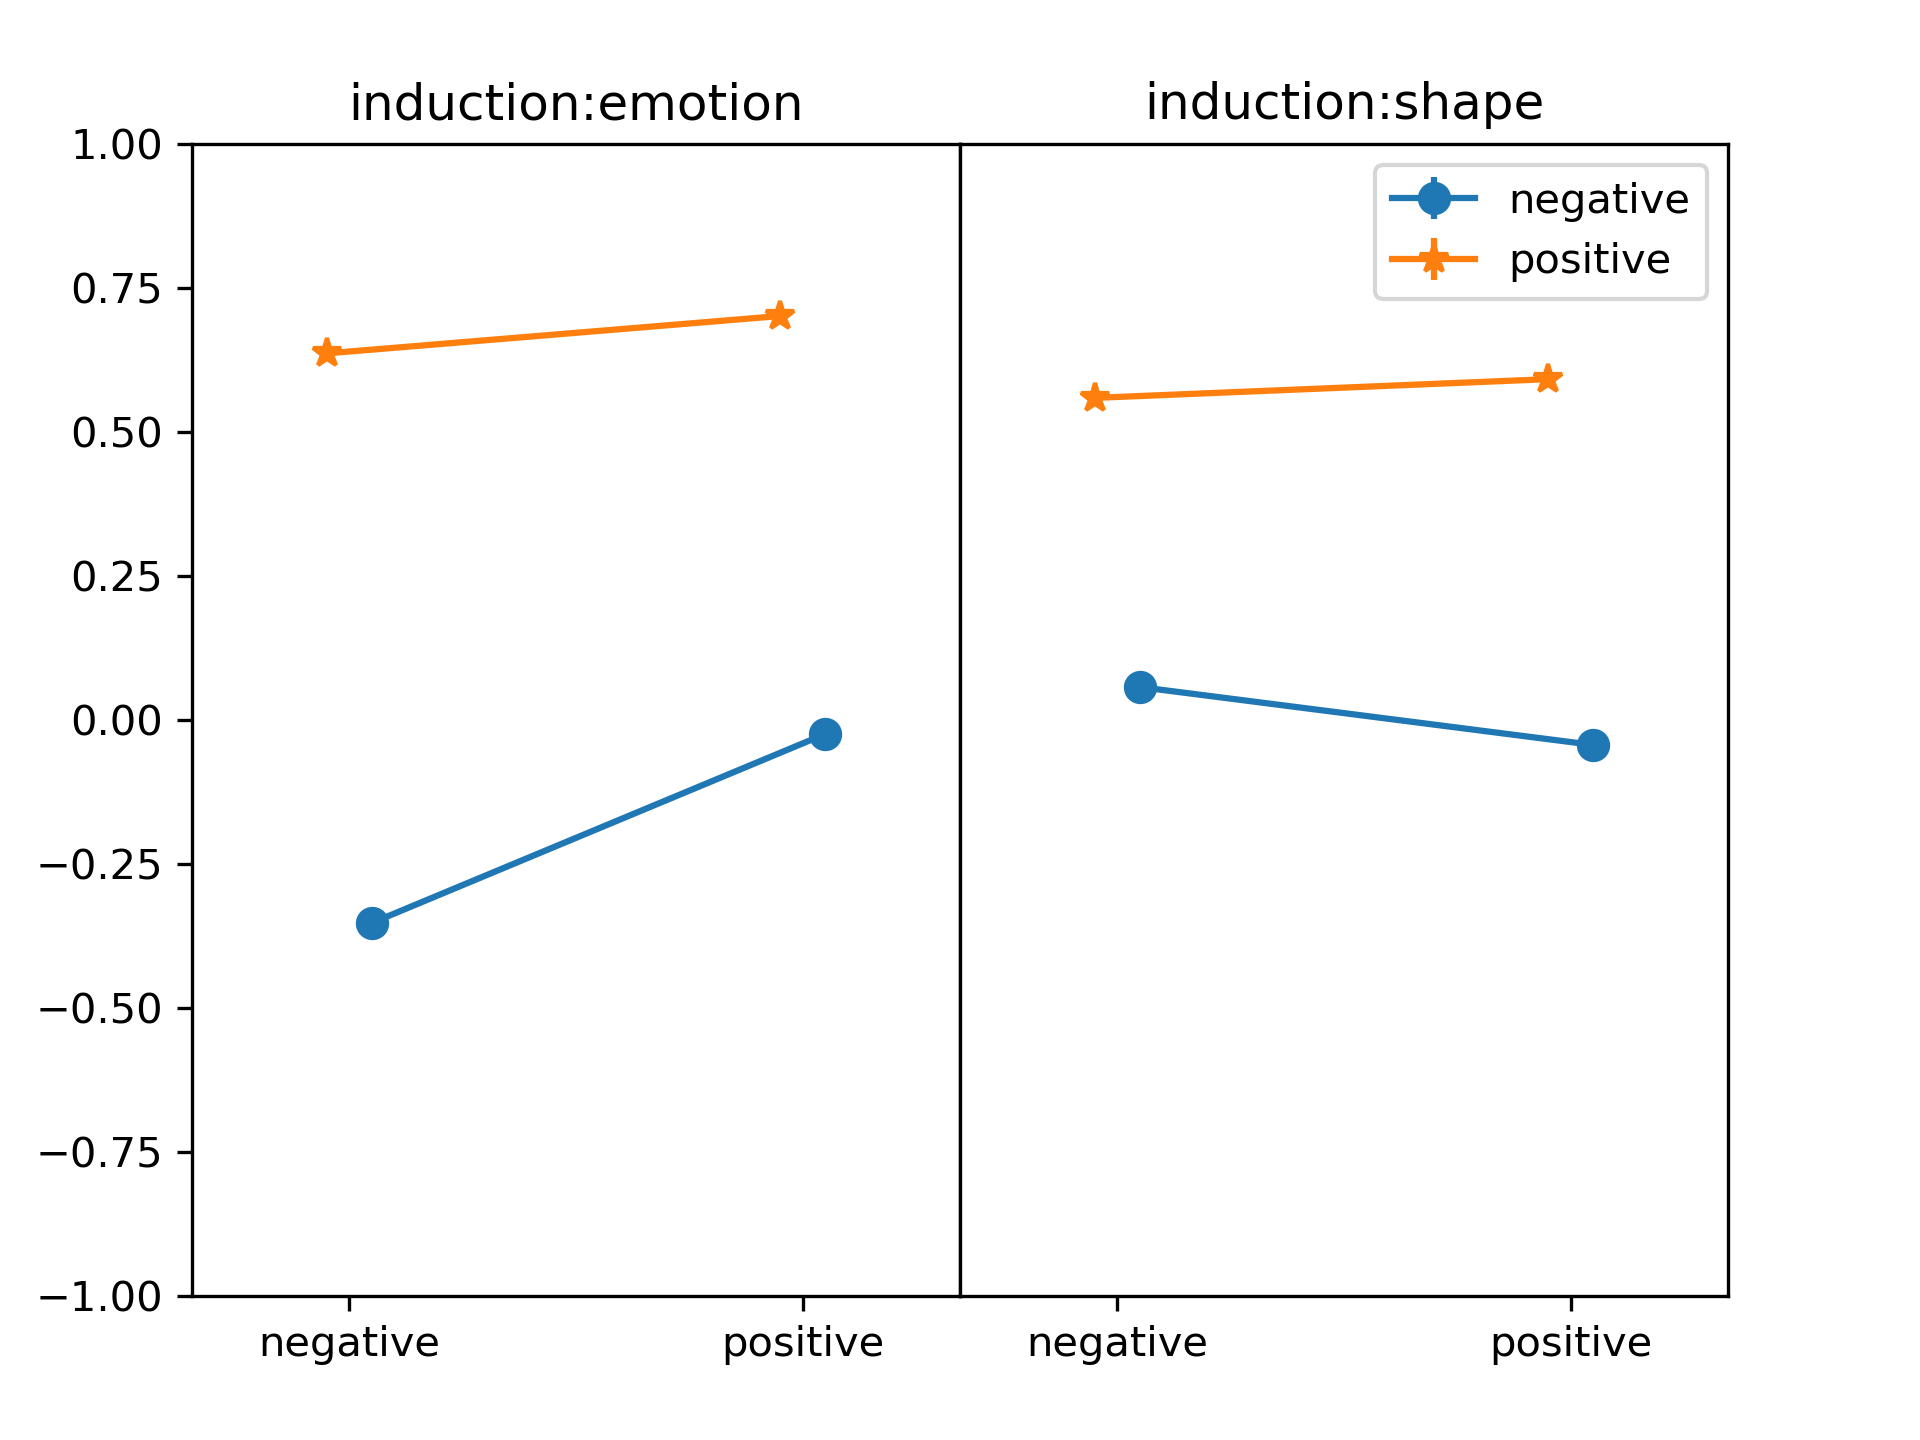 induction:emotion
induction:shape
1.00
0.75
0.50
0.25
0.00
−0.25
−0.50
−0.75
−1.00
negative
positive
negative
positive
negative
positive